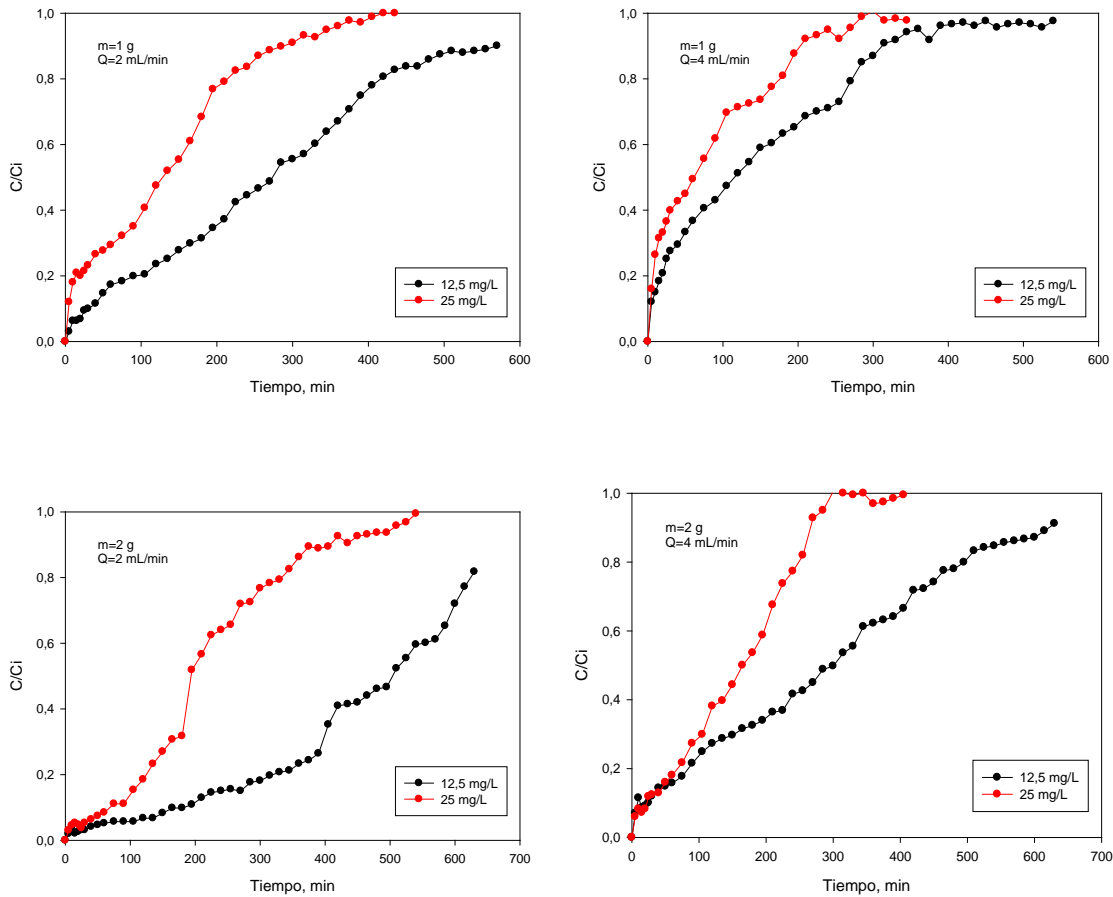 m=1 g
Q=2 mL/min
C/Ci
1,0
0,8
0,6
0,4
0,2
0,0
12,5 mg/L
25 mg/L
0 100 200 300 400 500 600
Tiempo, min
m=1 g
Q=4 mL/min
C/Ci
1,0
0,8
0,6
0,4
0,2
0,0
12,5 mg/L
25 mg/L
0 100 200 300 400 500 600
Tiempo, min
m=2 g
Q=2 mL/min
C/Ci
1,0
0,8
0,6
0,4
0,2
0,0
12,5 mg/L
25 mg/L
0 100 200 300 400 500 600 700
Tiempo, min
m=2 g
Q=4 mL/min
C/Ci
1,0
0,8
0,6
0,4
0,2
0,0
12,5 mg/L
25 mg/L
0 100 200 300 400 500 600 700
Tiempo, min